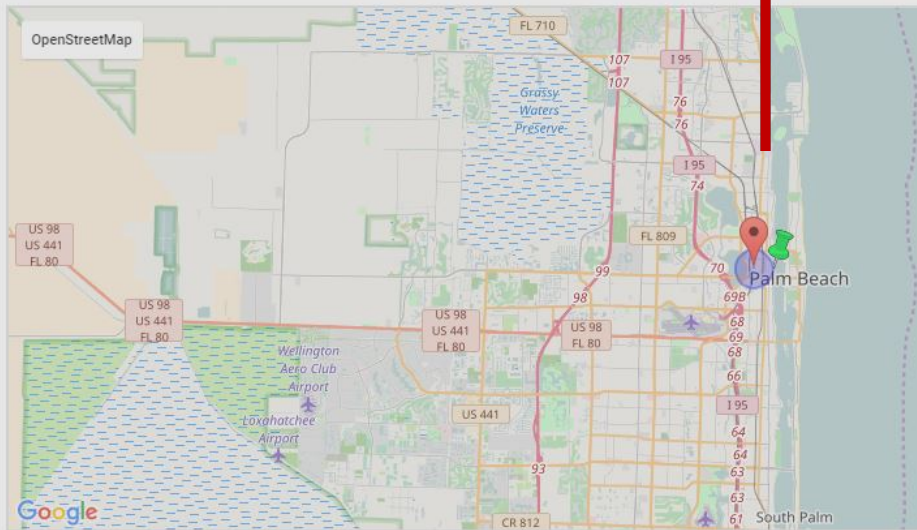 OpenStreetMap
FL 710
107
107
I 95
76
76
Grassy
Waters
Preserve
I 95
74
US 98
US 441
FL 80
FL 809
99
70
Palm Beach
98
69B
US 98
US 441
FL 80
US 98
US 441
FL 80
US 98
FL 80
68
69
68
Wellington
Aero Club
Airport
66
US 441
I 95
Loxahatchee
Airport
64
64
93
63
63
Google
CR 812
61
South Palm